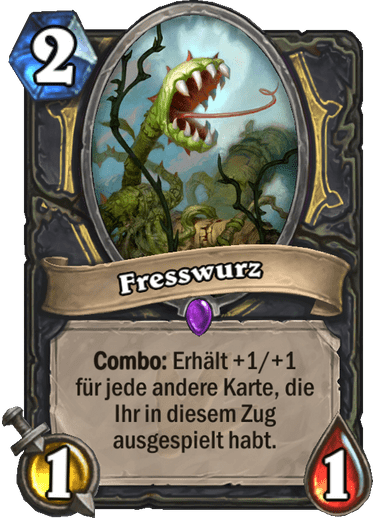 2
Fresswurz
Combo: Erhält +1/+1
für jede andere Karte, die
Ihr in diesem Zug
ausgespielt habt.
1
1